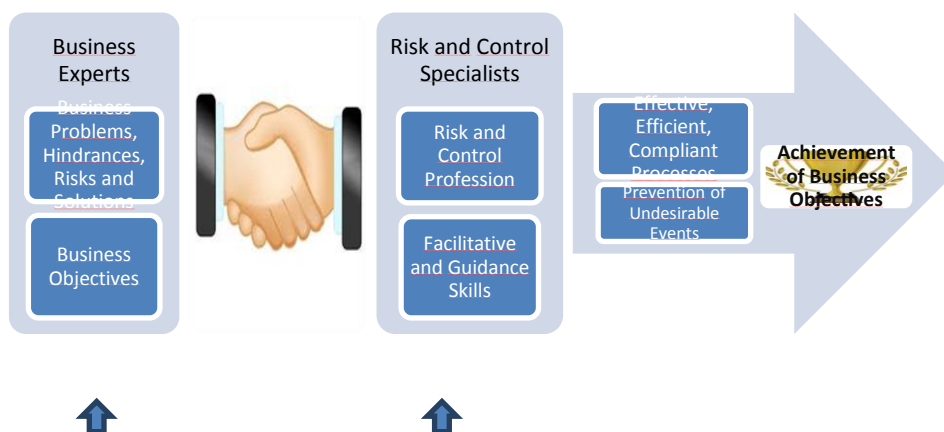 Business
Experts
Business
Problems,
Hindrances,
Risks and
Solutions
Business
Objectives
Risk and Control
Specialists
Risk and
Control
Profession
Facilitative
and Guidance
Skills
Effective,
Efficient,
Compliant
Processes
Prevention of
Undesirable
Events
Achievement
of Business
Objectives